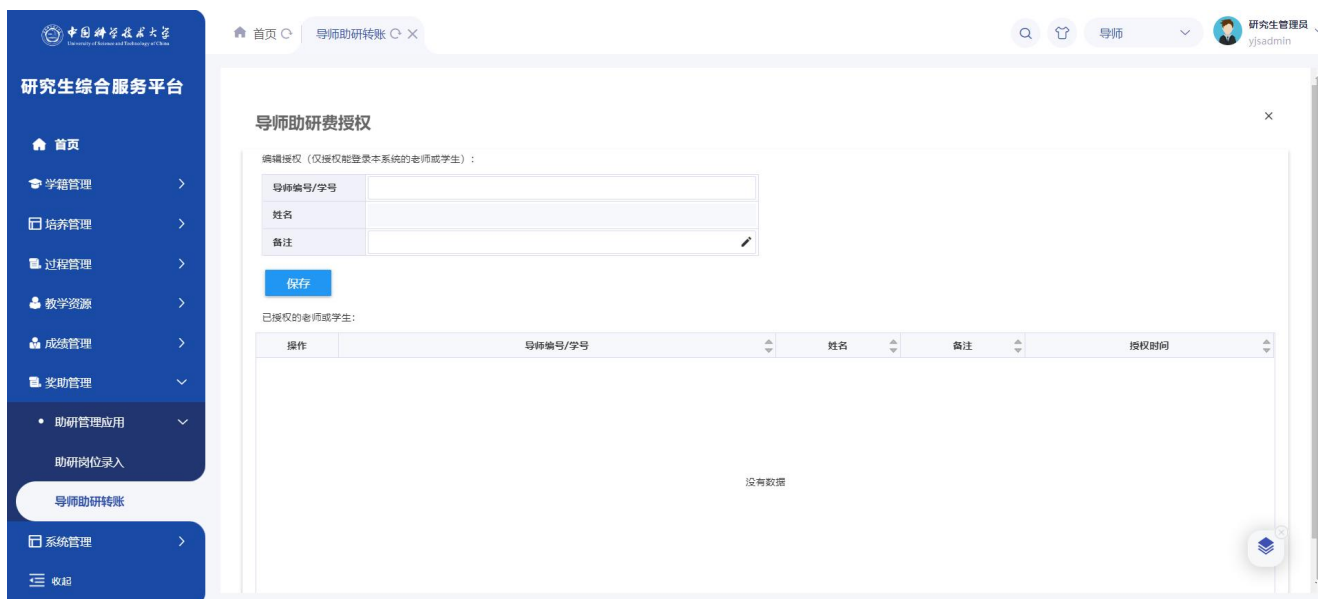 中国科学技术大学
University of Science and Technology of China
首页
导师助研转账
导师
研究生管理员
yjsadmin
研究生综合服务平台
首页
学籍管理
培养管理
过程管理
教学资源
成绩管理
奖助管理
助研管理应用
助研岗位录入
导师助研转账
系统管理
收起
导师助研费授权
编辑授权（仅授权能登录本系统的老师或学生）:
导师编号/学号
姓名
备注
保存
已授权的老师或学生:
操作 导师编号/学号 姓名 备注 授权时间
没有数据